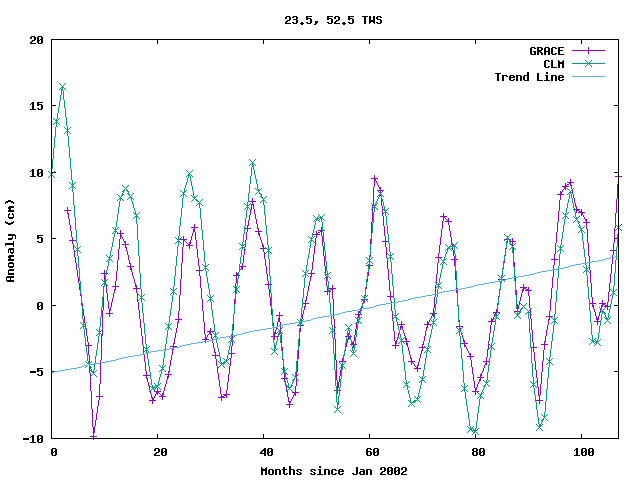 23.5, 52.5 TWS
GRACE
CLM
Trend Line
20
15
10
5
0
-5
-10
Anomaly (cm)
0 20 40 60 80 100
Months since Jan 2002